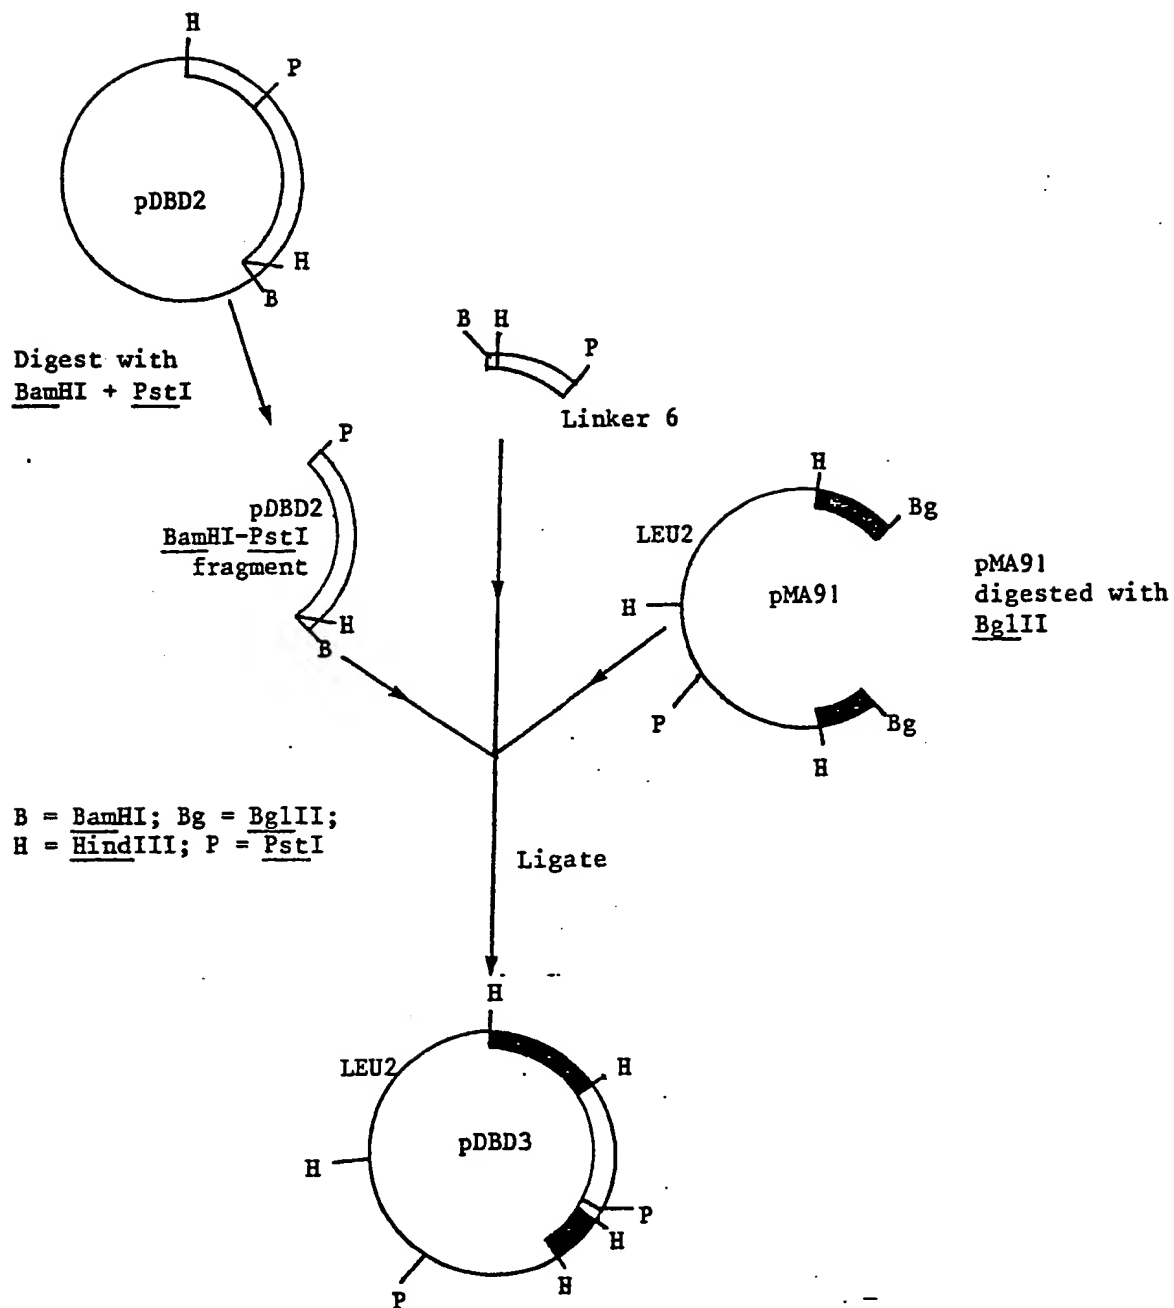 H
P
pDBD2
H
B
Digest with
BamHI + PstI
B
H
P
Linker 6
P
pDBD2
BamHI-PstI
fragment
H
B
H
Bg
LEU2
pMA91
H
pMA91
digested with
BglII
P
Bg
H
B = BamHI; Bg = BglII;
H = HindIII; P = PstI
Ligate
H
LEU2
H
pDBD3
H
P
H
H
P